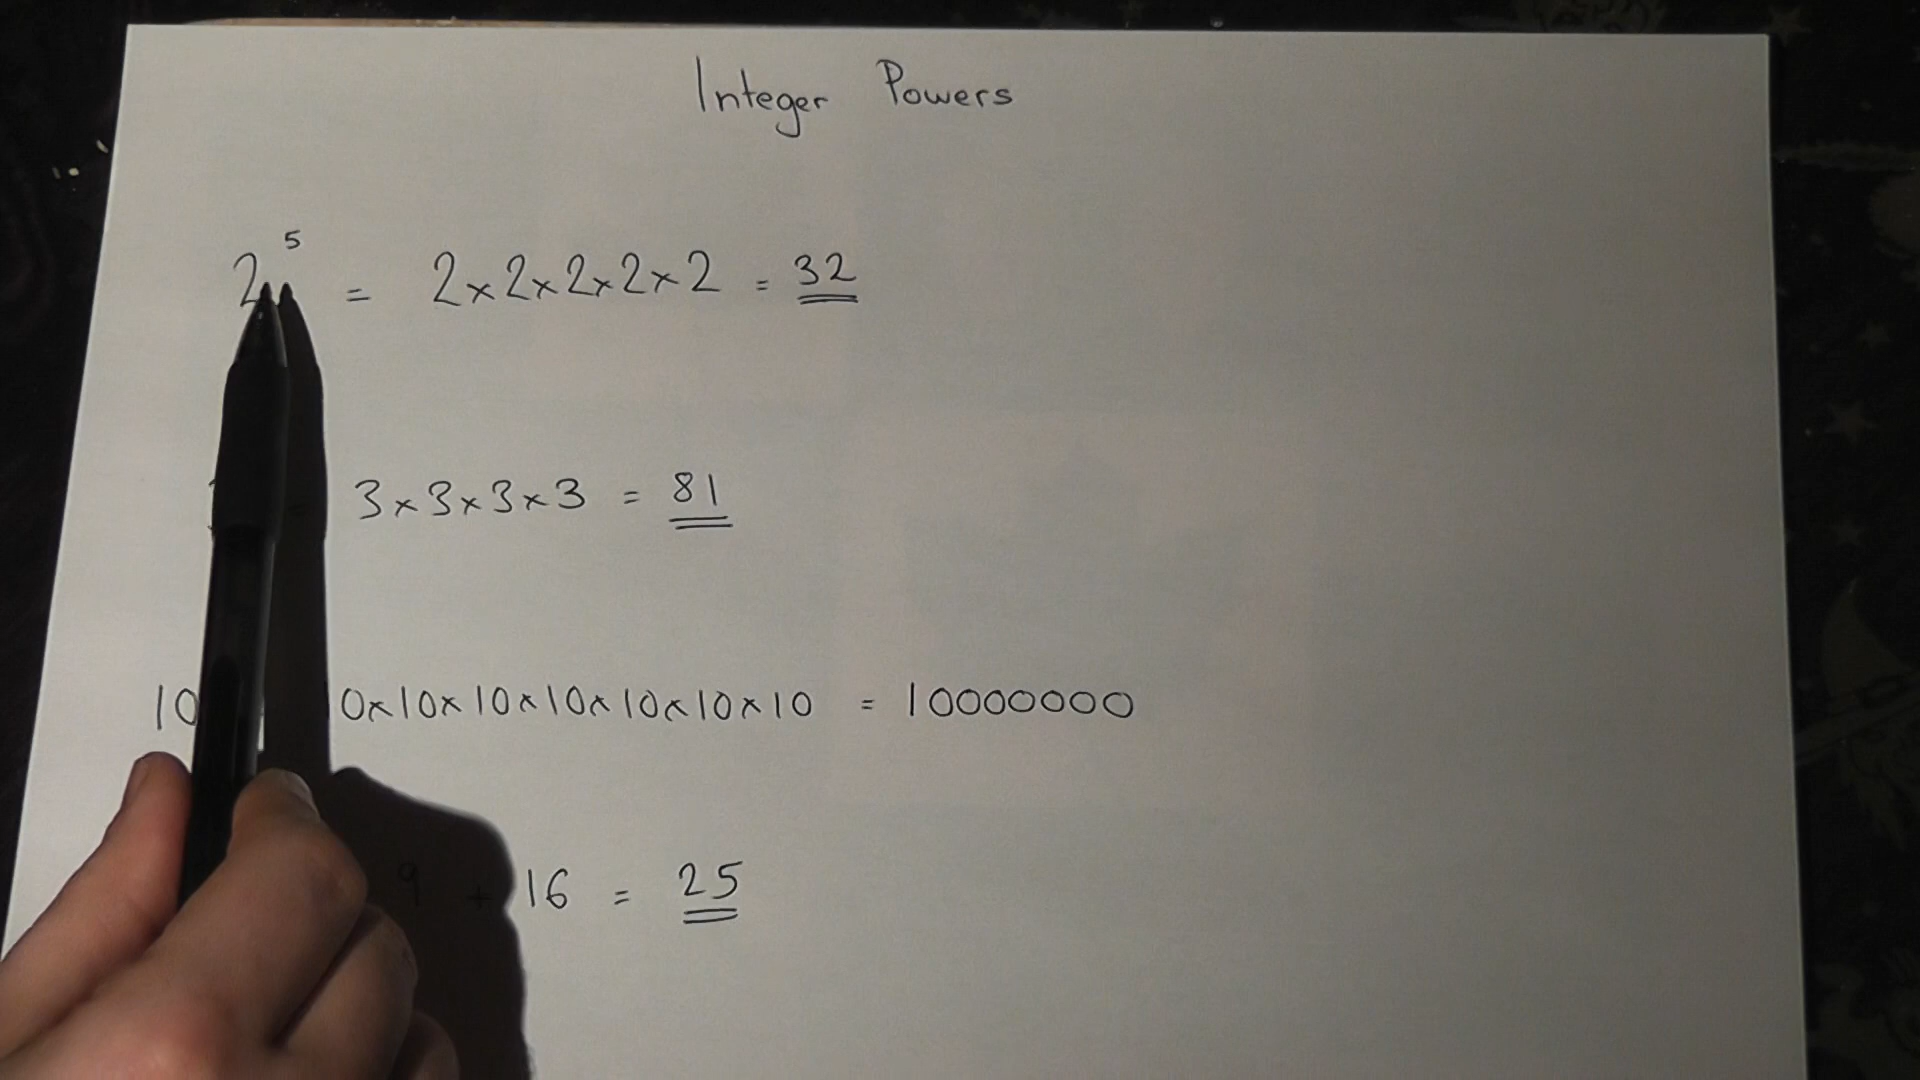 Integer Powers
2⁵ = 2×2×2×2×2 = 32
3×3×3×3 = 81
10 0×10×10×10×10×10×10 = 10000000
9 + 16 = 25